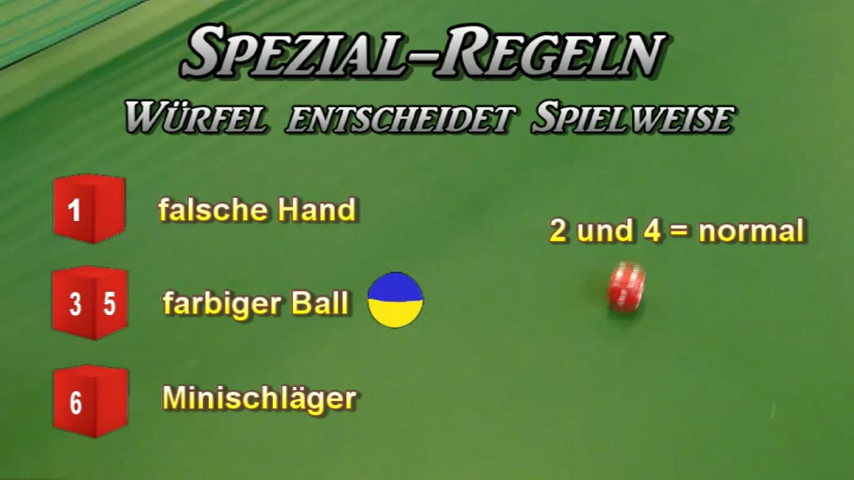 Spezial-Regeln
Würfel entscheidet Spielweise
1 falsche Hand
2 und 4 = normal
3 5 farbiger Ball
6 Minischläger